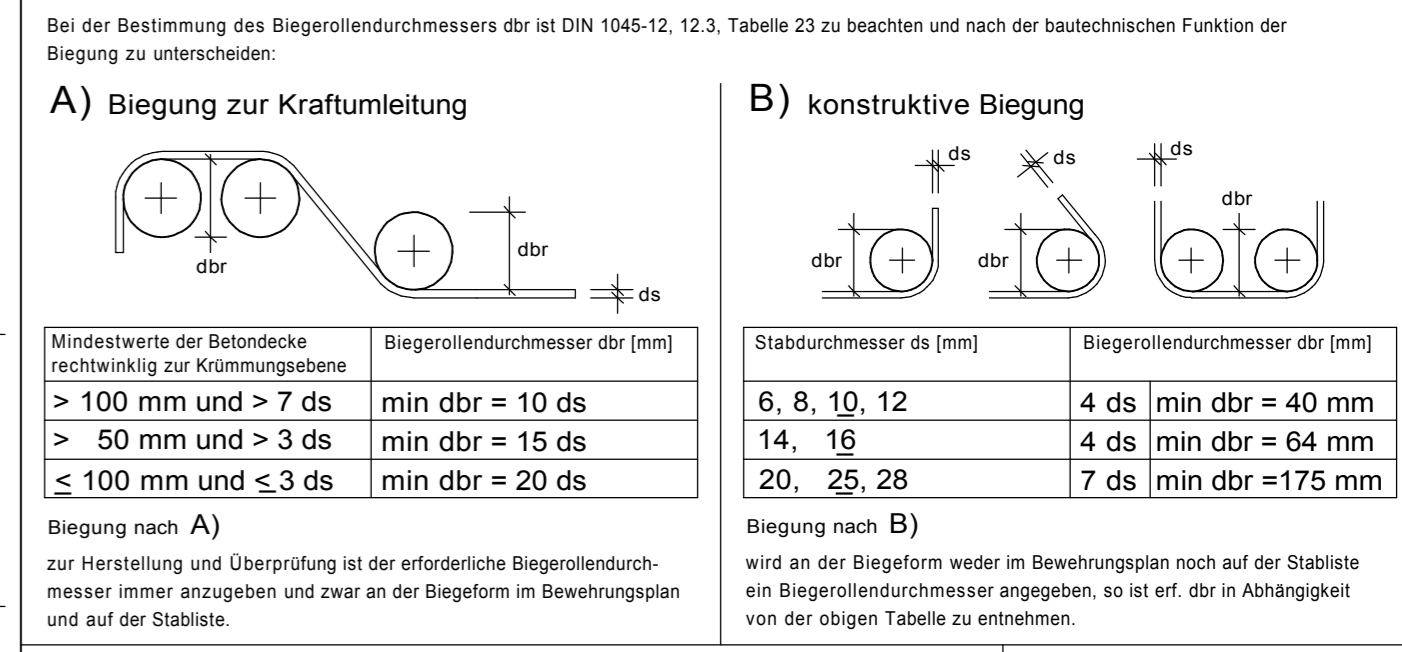 Bei der Bestimmung des Biegerollendurchmessers dbr ist DIN 1045-12, 12.3, Tabelle 23 zu beachten und nach der bautechnischen Funktion der
Biegung zu unterscheiden:
A) Biegung zur Kraftumleitung
dbr
dbr
ds
Mindestwerte der Betondecke
rechtwinklig zur Krümmungsebene
Biegerollendurchmesser dbr [mm]
> 100 mm und > 7 ds
min dbr = 10 ds
> 50 mm und > 3 ds
min dbr = 15 ds
≤ 100 mm und ≤ 3 ds
min dbr = 20 ds
Biegung nach A)
zur Herstellung und Überprüfung ist der erforderliche Biegerollendurch-
messer immer anzugeben und zwar an der Biegeform im Bewehrungsplan
und auf der Stabliste.
B) konstruktive Biegung
ds
ds
ds
dbr
dbr
dbr
Stabdurchmesser ds [mm]
Biegerollendurchmesser dbr [mm]
6, 8, 10, 12
4 ds
min dbr = 40 mm
14, 16
4 ds
min dbr = 64 mm
20, 25, 28
7 ds
min dbr =175 mm
Biegung nach B)
wird an der Biegeform weder im Bewehrungsplan noch auf der Stabliste
ein Biegerollendurchmesser angegeben, so ist erf. dbr in Abhängigkeit
von der obigen Tabelle zu entnehmen.